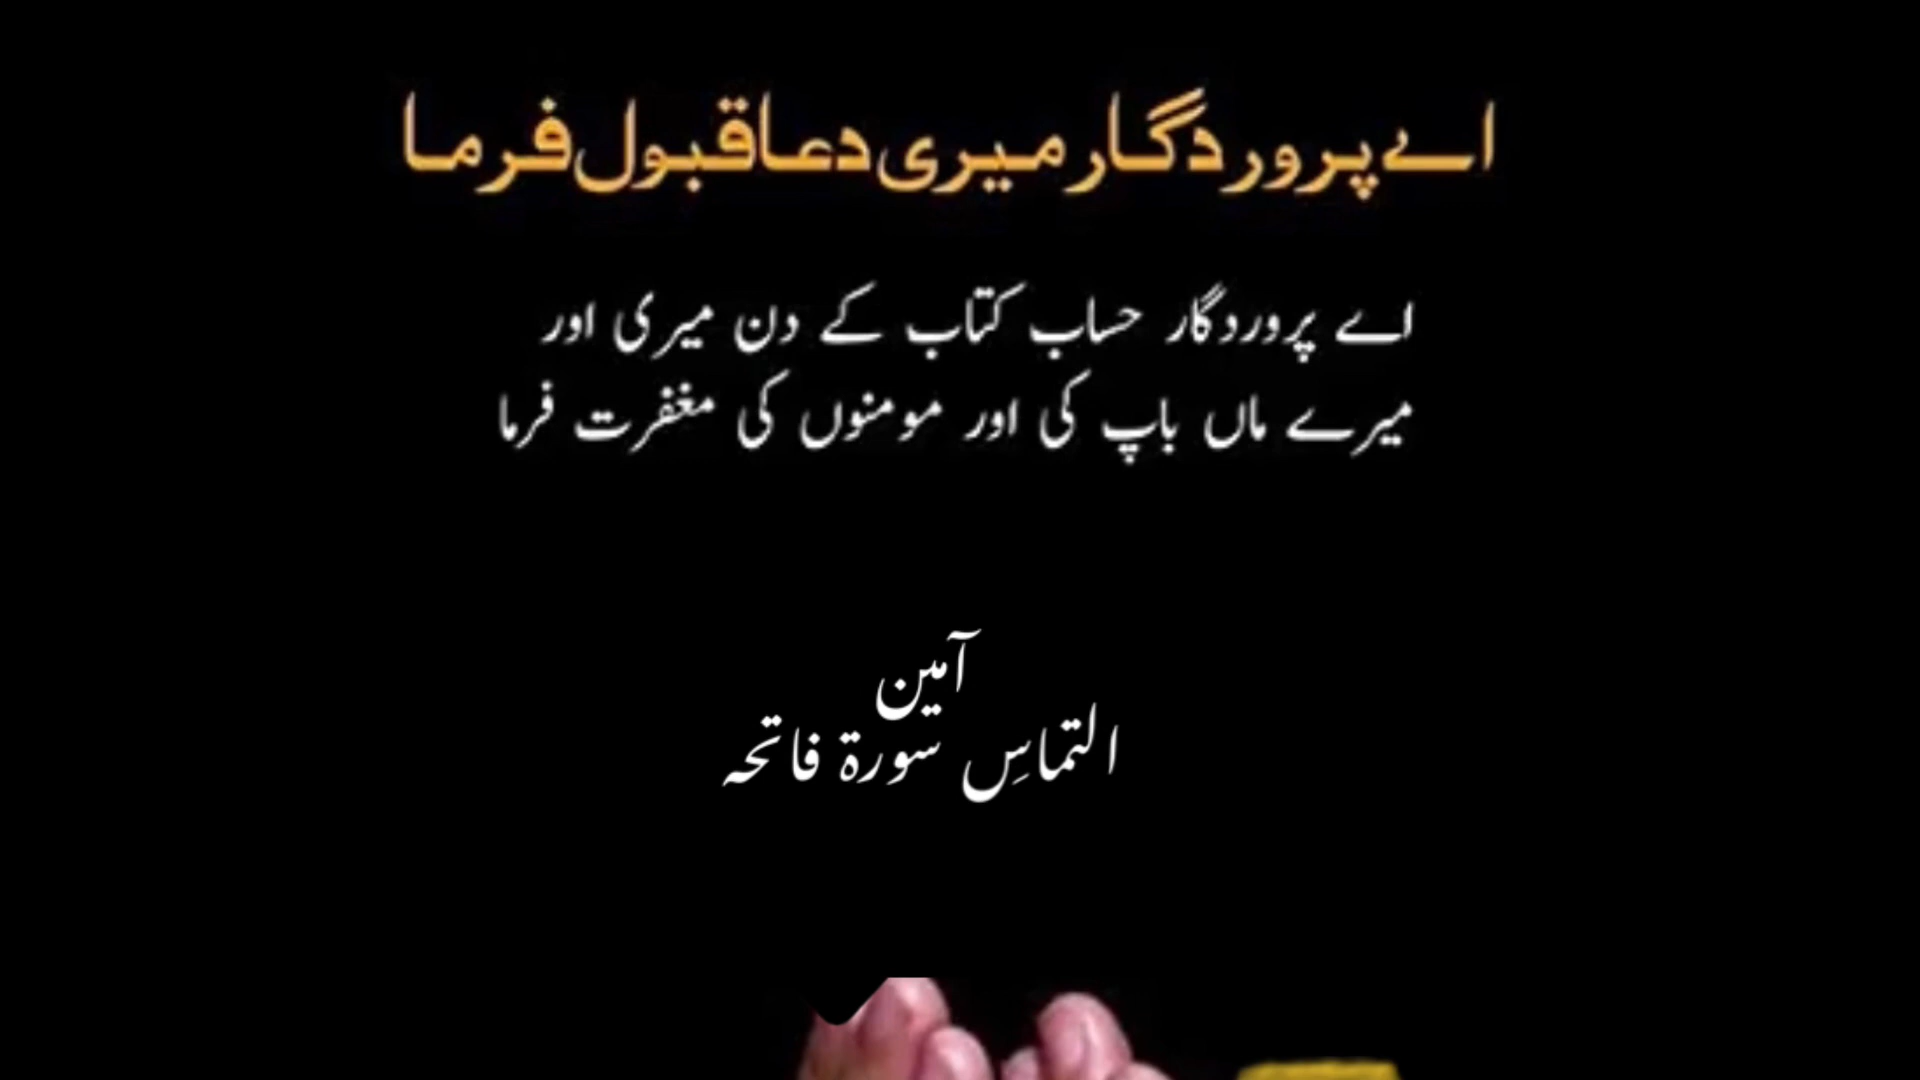 اے پروردگار میری دعا قبول فرما
اے پروردگار حساب کتاب کے دن میری اور
میرے ماں باپ کی اور مومنوں کی مغفرت فرما
آمین
التماسِ سورۃ فاتحہ